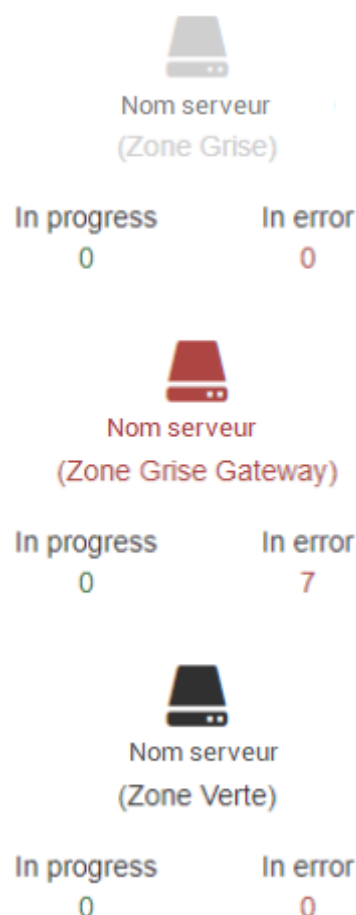 Nom serveur
(Zone Grise)
In progress In error
0 0
Nom serveur
(Zone Grise Gateway)
In progress In error
0 7
Nom serveur
(Zone Verte)
In progress In error
0 0